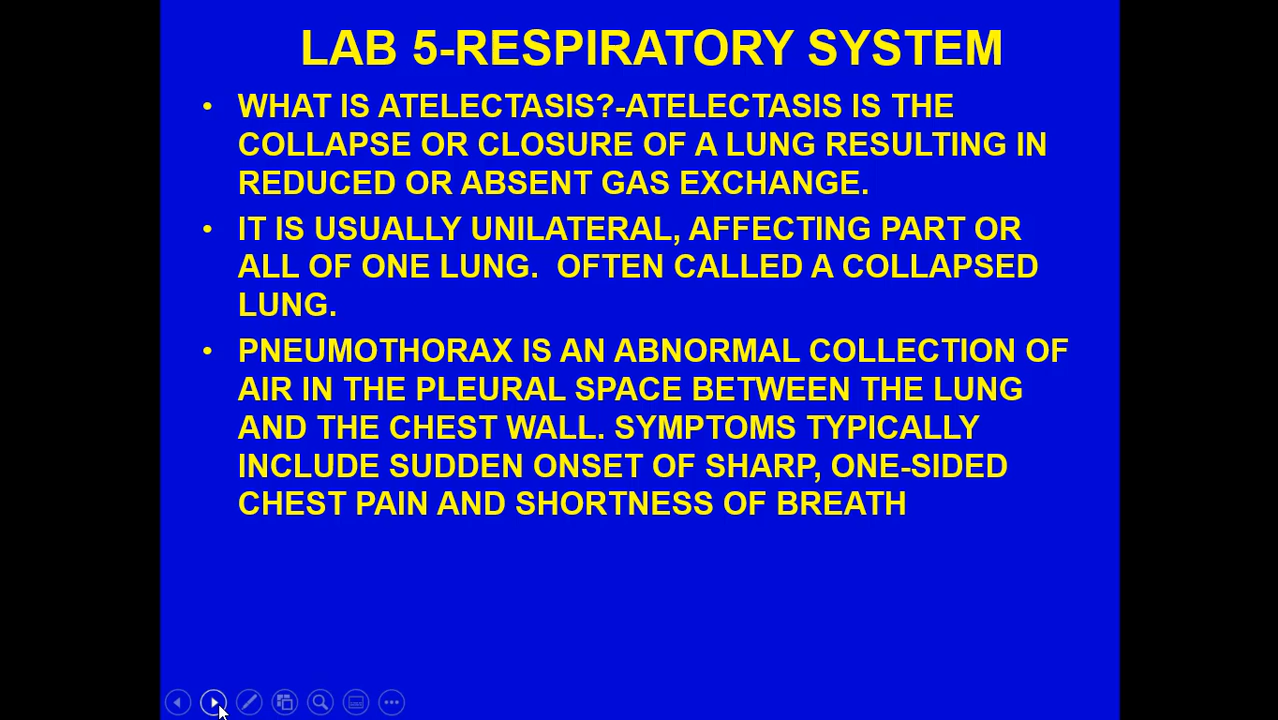 LAB 5-RESPIRATORY SYSTEM
• WHAT IS ATELECTASIS?-ATELECTASIS IS THE
COLLAPSE OR CLOSURE OF A LUNG RESULTING IN
REDUCED OR ABSENT GAS EXCHANGE.
• IT IS USUALLY UNILATERAL, AFFECTING PART OR
ALL OF ONE LUNG.  OFTEN CALLED A COLLAPSED
LUNG.
• PNEUMOTHORAX IS AN ABNORMAL COLLECTION OF
AIR IN THE PLEURAL SPACE BETWEEN THE LUNG
AND THE CHEST WALL. SYMPTOMS TYPICALLY
INCLUDE SUDDEN ONSET OF SHARP, ONE-SIDED
CHEST PAIN AND SHORTNESS OF BREATH